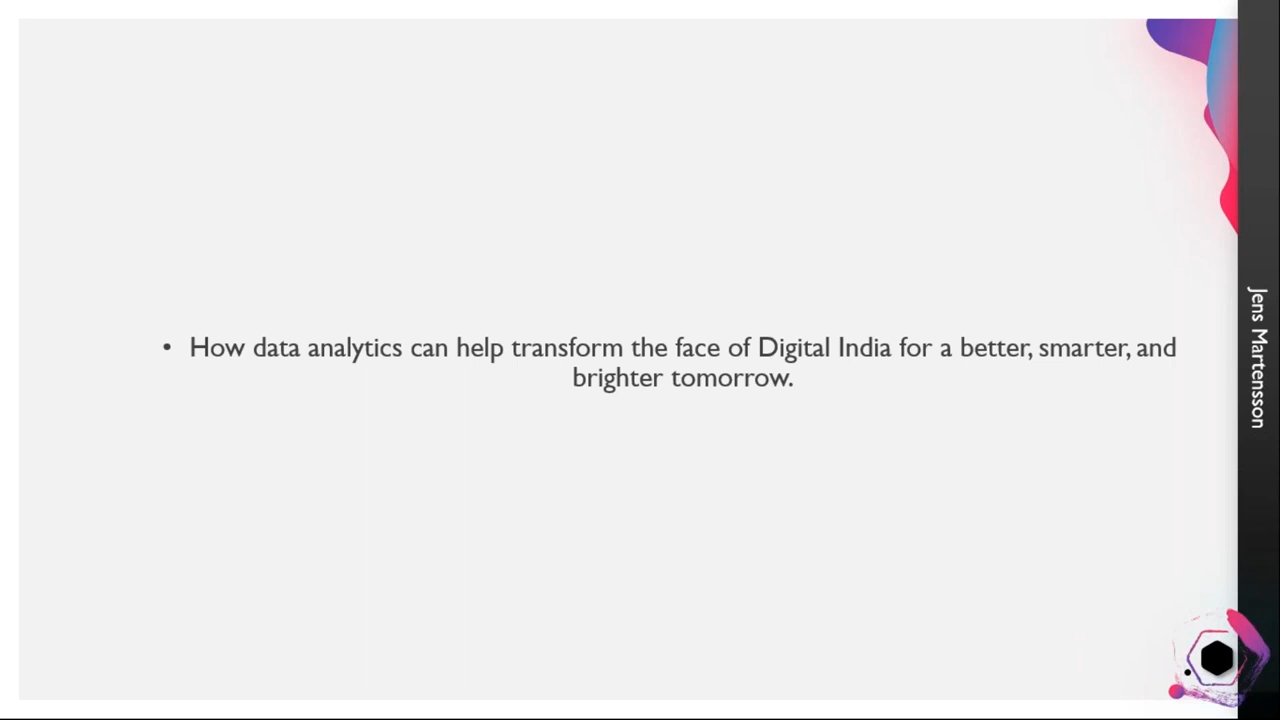 • How data analytics can help transform the face of Digital India for a better, smarter, and
brighter tomorrow.
Jens Martensson